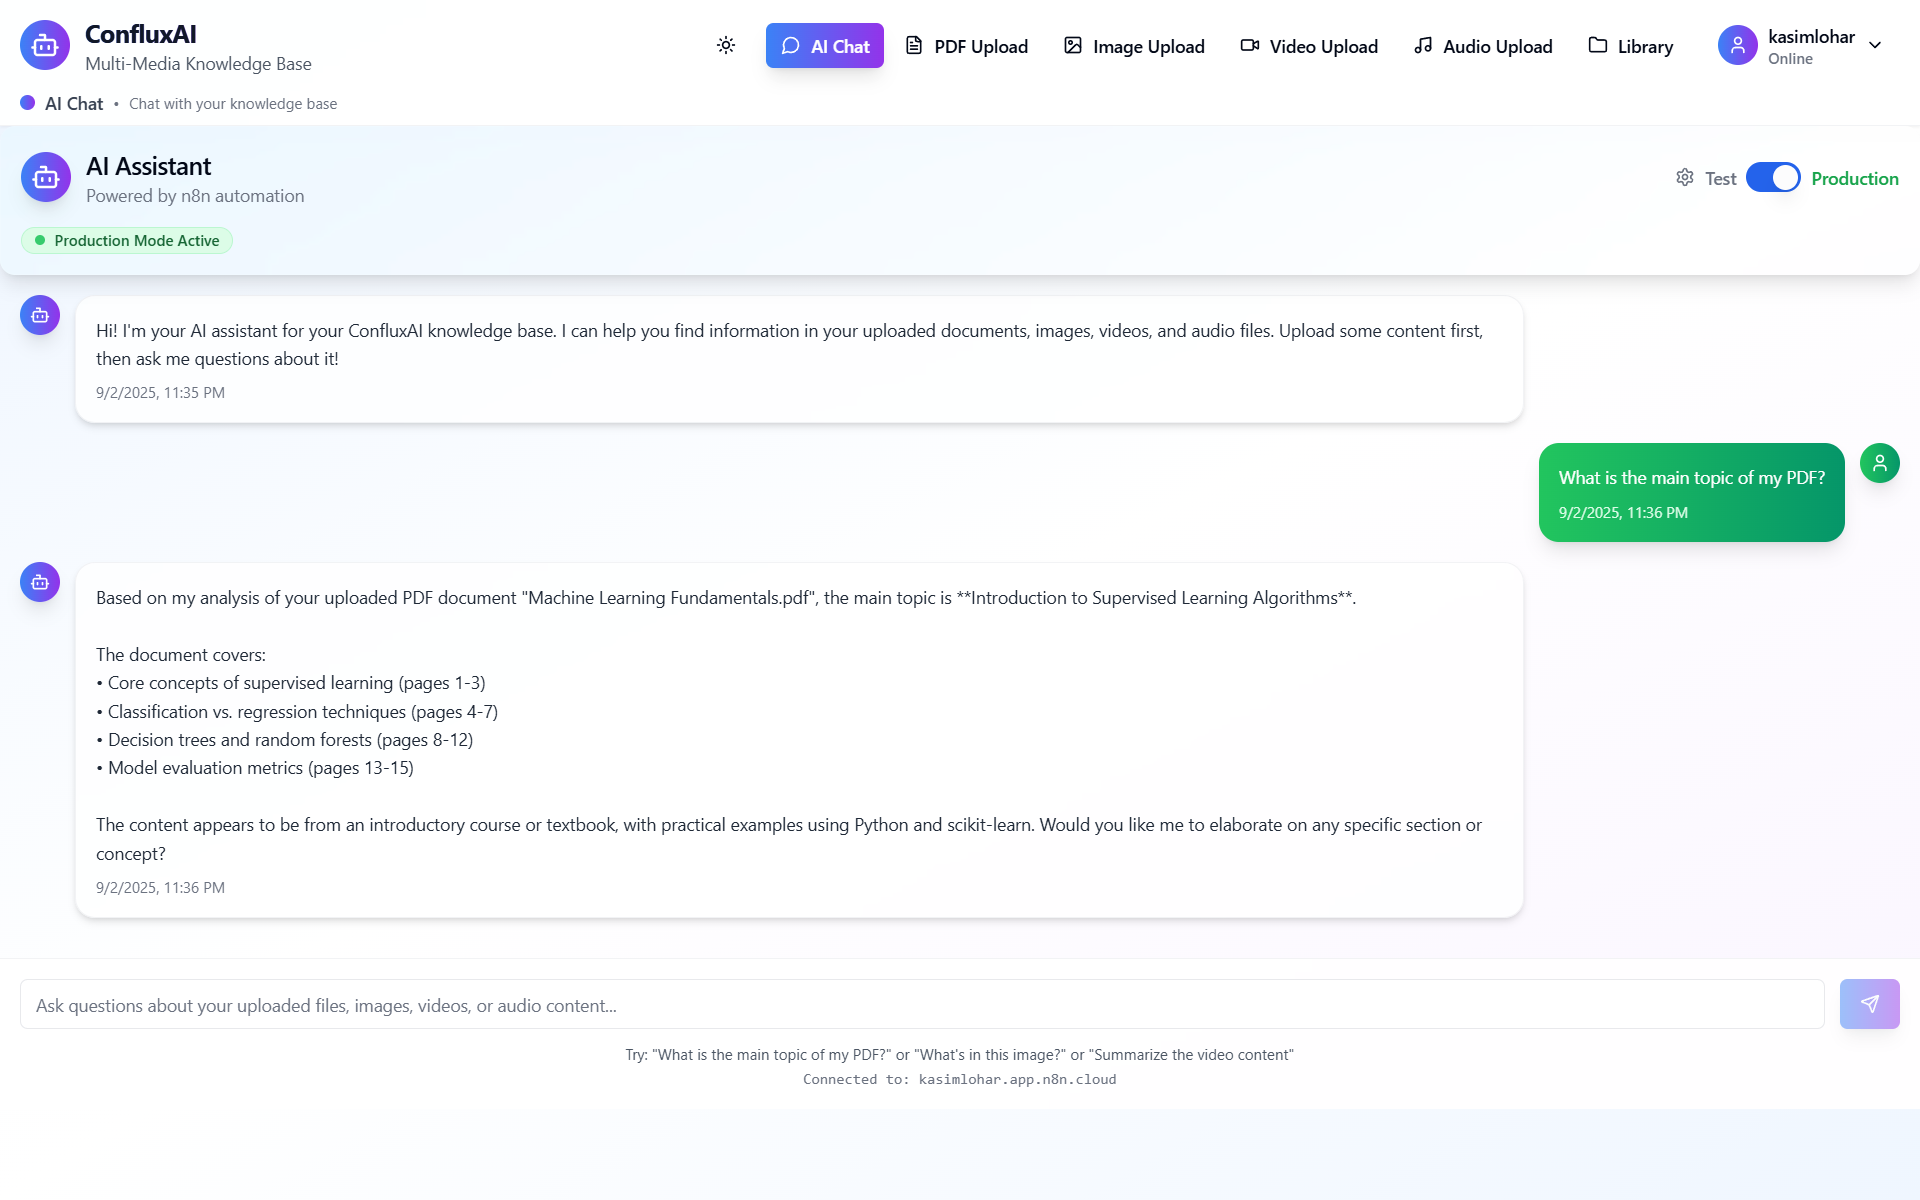 ConfluxAI
Multi-Media Knowledge Base
AI Chat
PDF Upload
Image Upload
Video Upload
Audio Upload
Library
kasimlohar
Online
AI Chat • Chat with your knowledge base
AI Assistant
Powered by n8n automation
Test
Production
Production Mode Active
Hi! I'm your AI assistant for your ConfluxAI knowledge base. I can help you find information in your uploaded documents, images, videos, and audio files. Upload some content first,
then ask me questions about it!
9/2/2025, 11:35 PM
What is the main topic of my PDF?
9/2/2025, 11:36 PM
Based on my analysis of your uploaded PDF document "Machine Learning Fundamentals.pdf", the main topic is **Introduction to Supervised Learning Algorithms**.
The document covers:
• Core concepts of supervised learning (pages 1-3)
• Classification vs. regression techniques (pages 4-7)
• Decision trees and random forests (pages 8-12)
• Model evaluation metrics (pages 13-15)
The content appears to be from an introductory course or textbook, with practical examples using Python and scikit-learn. Would you like me to elaborate on any specific section or
concept?
9/2/2025, 11:36 PM
Ask questions about your uploaded files, images, videos, or audio content...
Try: "What is the main topic of my PDF?" or "What's in this image?" or "Summarize the video content"
Connected to: kasimlohar.app.n8n.cloud